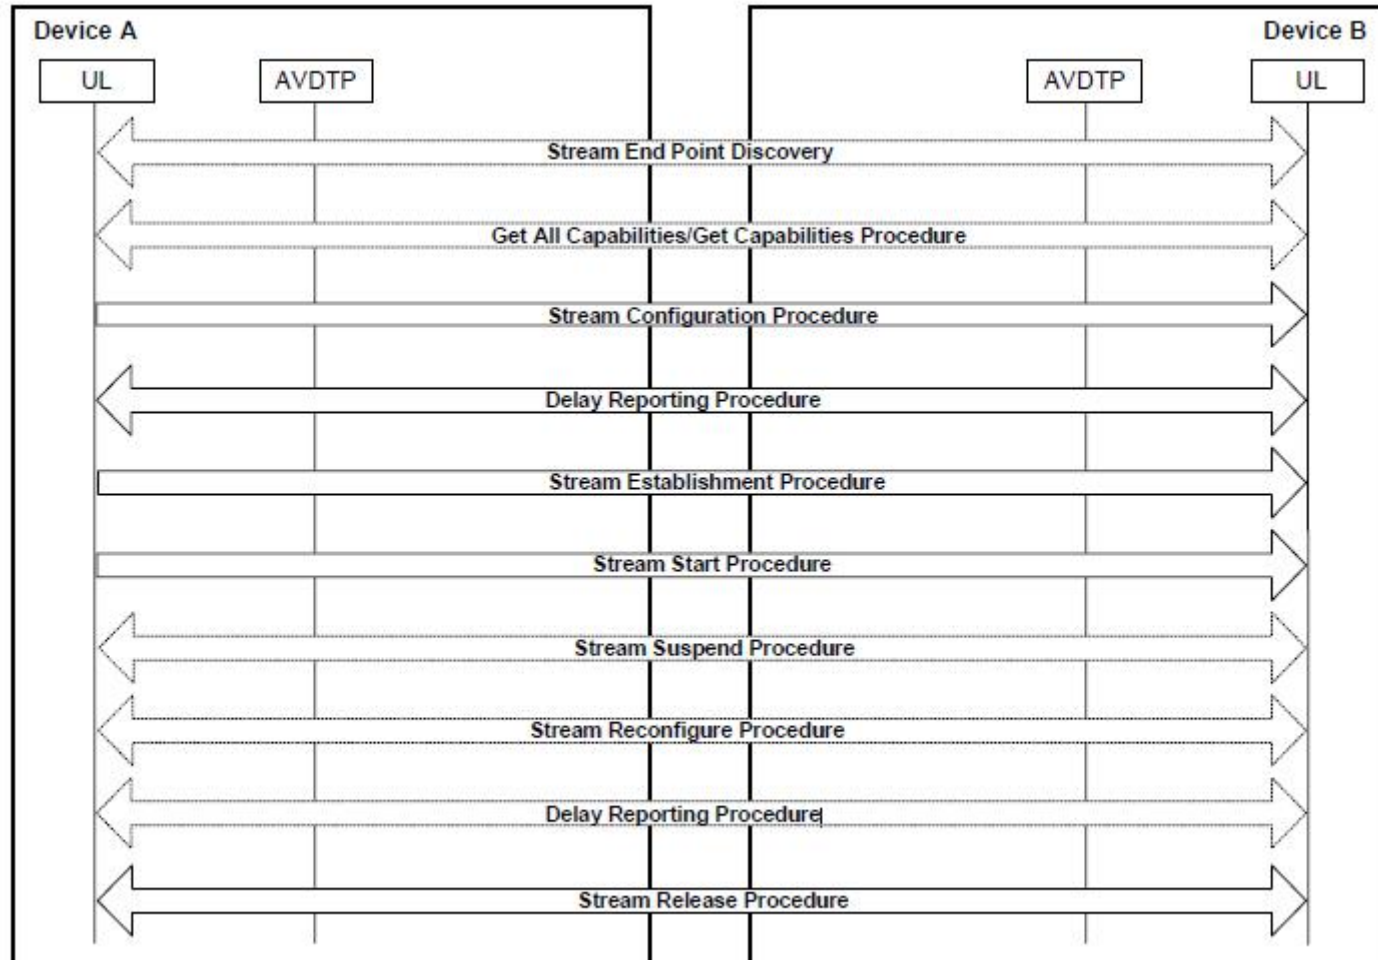 Device A
Device B
UL
AVDTP
AVDTP
UL
Stream End Point Discovery
Get All Capabilities/Get Capabilities Procedure
Stream Configuration Procedure
Delay Reporting Procedure
Stream Establishment Procedure
Stream Start Procedure
Stream Suspend Procedure
Stream Reconfigure Procedure
Delay Reporting Procedure
Stream Release Procedure